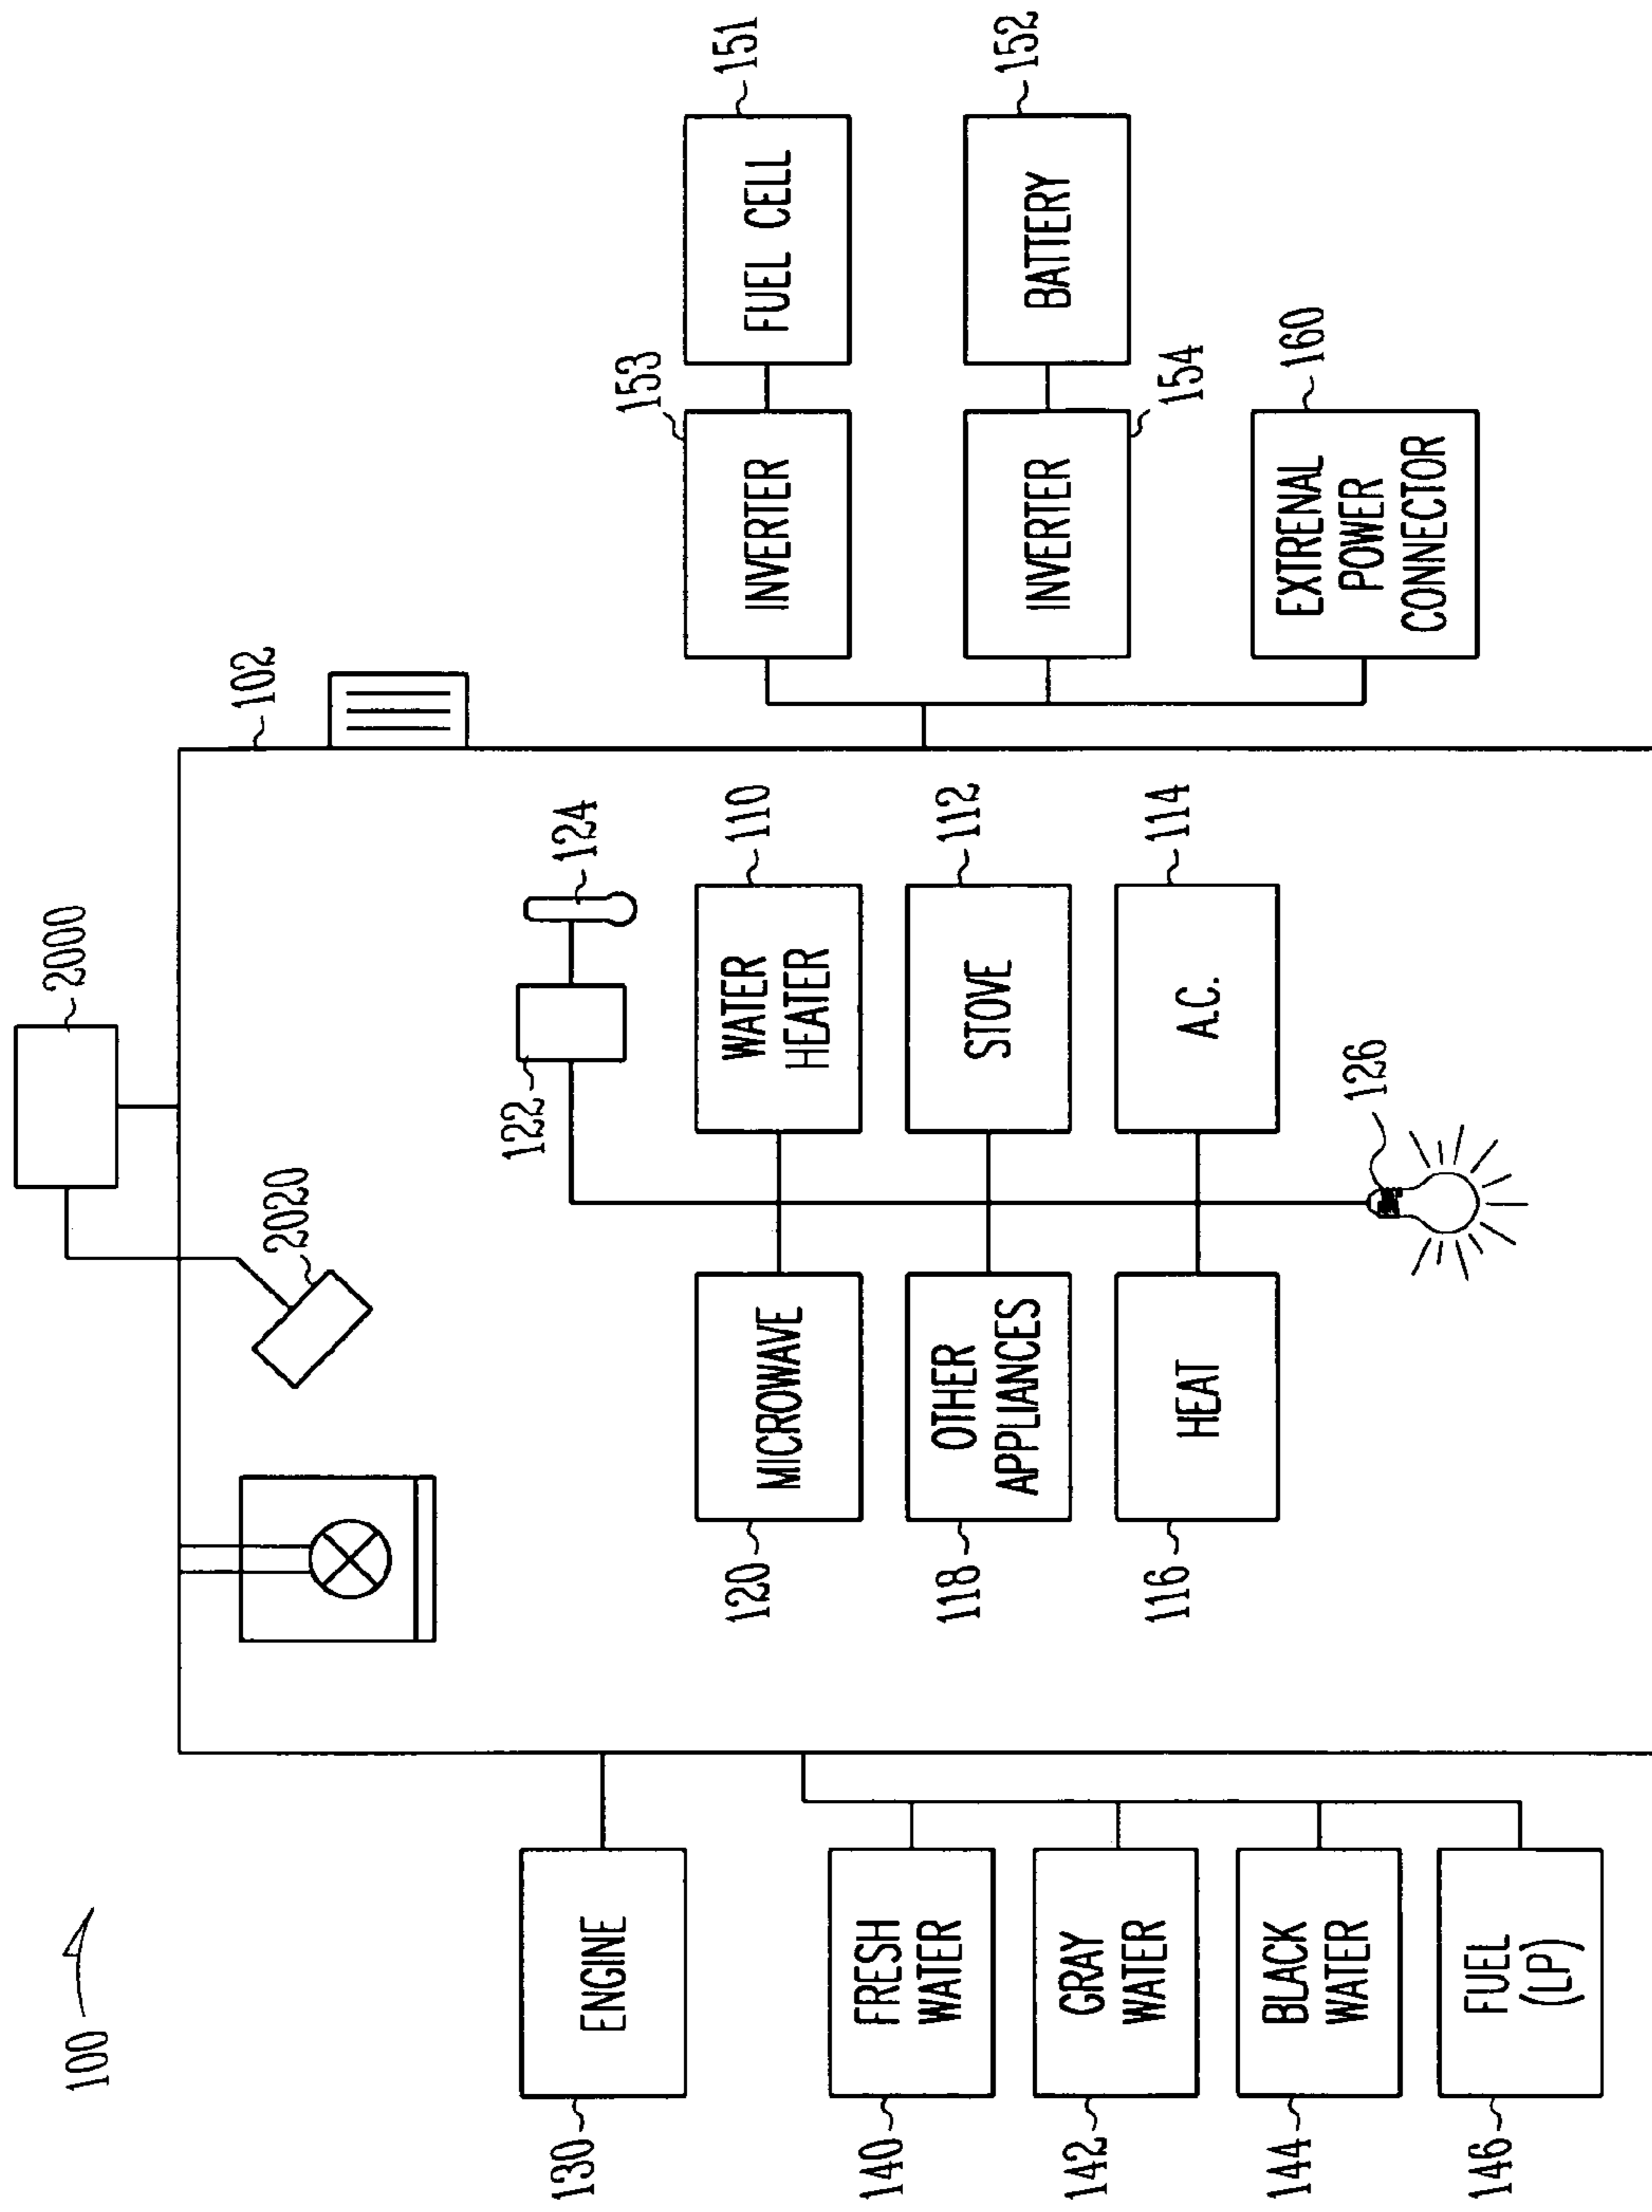 100
2000
2020
102
130
ENGINE
140
FRESH
WATER
142
GRAY
WATER
144
BLACK
WATER
146
FUEL
(LP)
122
124
120
MICROWAVE
WATER
HEATER
110
118
OTHER
APPLIANCES
STOVE
112
116
HEAT
A.C.
114
126
153
INVERTER
FUEL CELL
151
INVERTER
154
BATTERY
152
EXTRENAL
POWER
CONNECTOR
160